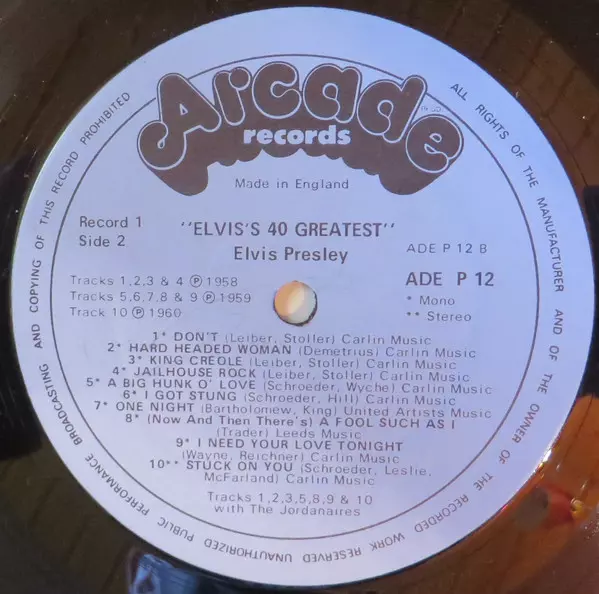 Arcade
records
Made in England
Record 1
Side 2
"ELVIS'S 40 GREATEST"
Elvis Presley
ADE P 12 B
ADE P 12
* Mono
** Stereo
Tracks 1,2,3 & 4 Ⓟ 1958
Tracks 5,6,7,8 & 9 Ⓟ 1959
Track 10 Ⓟ 1960
1* DON'T (Leiber, Stoller) Carlin Music
2* HARD HEADED WOMAN (Demetrius) Carlin Music
3* KING CREOLE (Leiber, Stoller) Carlin Music
4* JAILHOUSE ROCK (Leiber, Stoller) Carlin Music
5* A BIG HUNK O' LOVE (Schroeder, Wyche) Carlin Music
6* I GOT STUNG (Schroeder, Hill) Carlin Music
7* ONE NIGHT (Bartholomew, King) United Artists Music
8* (Now And Then There's) A FOOL SUCH AS I
(Trader) Leeds Music
9* I NEED YOUR LOVE TONIGHT
(Wayne, Reichner) Carlin Music
10** STUCK ON YOU (Schroeder, Leslie,
McFarland) Carlin Music
Tracks 1,2,3,5,8,9 & 10
with The Jordanaires
ALL RIGHTS OF THE MANUFACTURER AND OF THE OWNER OF THE RECORDED WORK RESERVED UNAUTHORIZED PUBLIC PERFORMANCE BROADCASTING AND COPYING OF THIS RECORD PROHIBITED